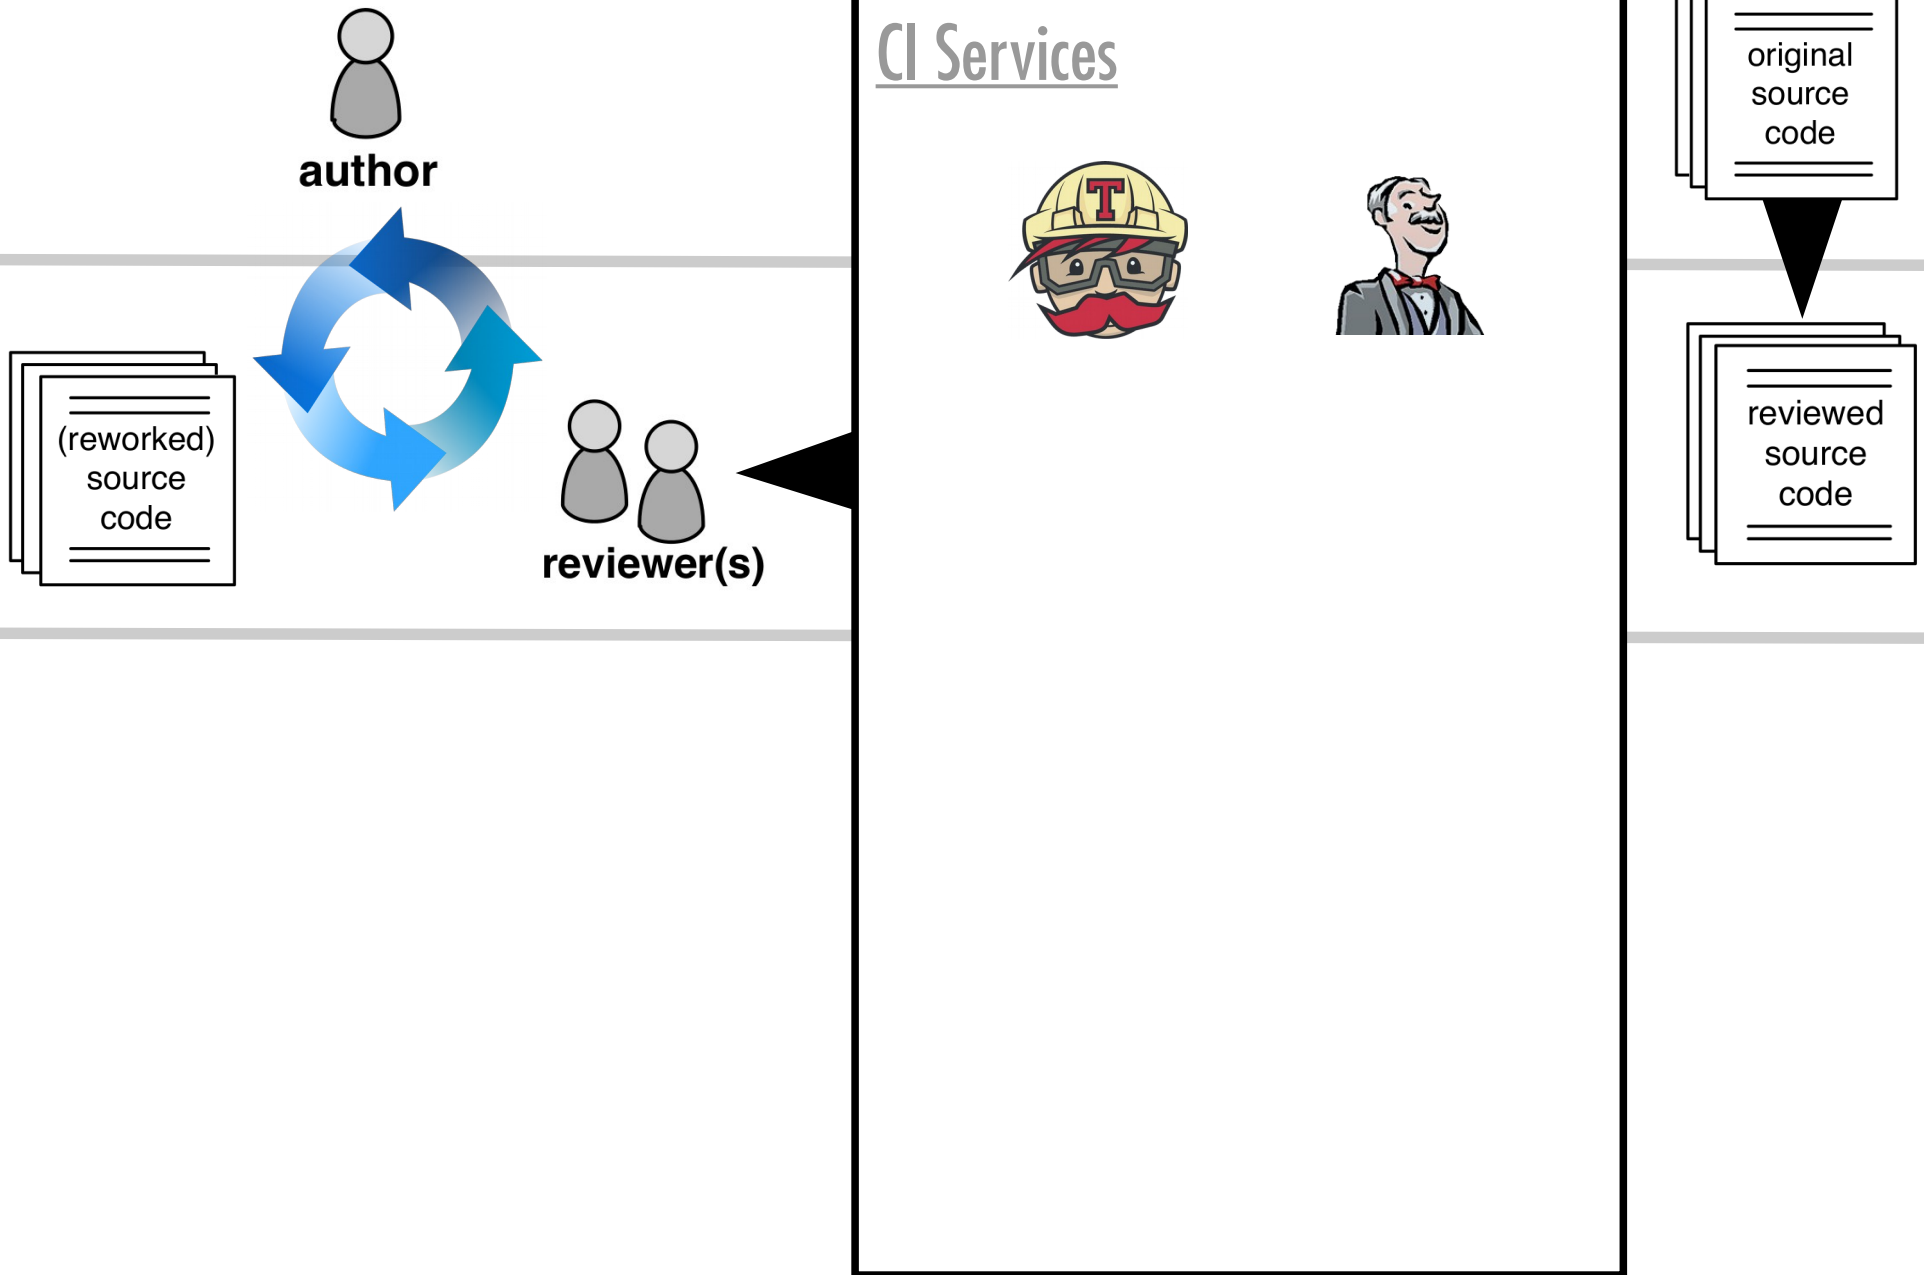 author
(reworked)
source
code
reviewer(s)
CI Services
T
original
source
code
reviewed
source
code